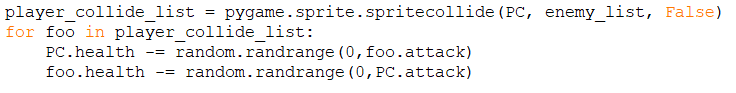 player_collide_list = pygame.sprite.spritecollide(PC, enemy_list, False)
for foo in player_collide_list:
    PC.health -= random.randrange(0,foo.attack)
    foo.health -= random.randrange(0,PC.attack)